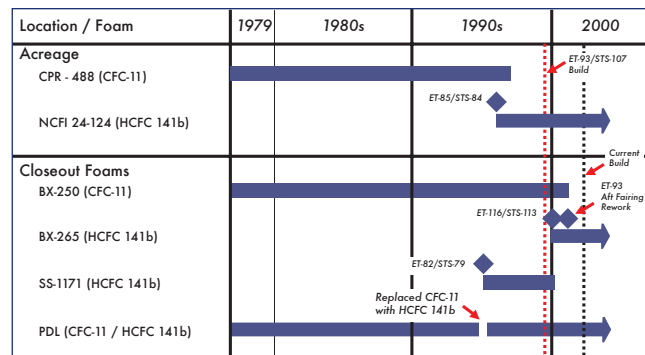 Location / Foam 1979 1980s 1990s 2000
Acreage
ET-93/STS-107
Build
CPR - 488 (CFC-11)
ET-85/STS-84
NCFI 24-124 (HCFC 141b)
Current
Build
Closeout Foams
BX-250 (CFC-11)
ET-93
Aft Fairing
Rework
ET-116/STS-113
BX-265 (HCFC 141b)
ET-82/STS-79
SS-1171 (HCFC 141b)
Replaced CFC-11
with HCFC 141b
PDL (CFC-11 / HCFC 141b)